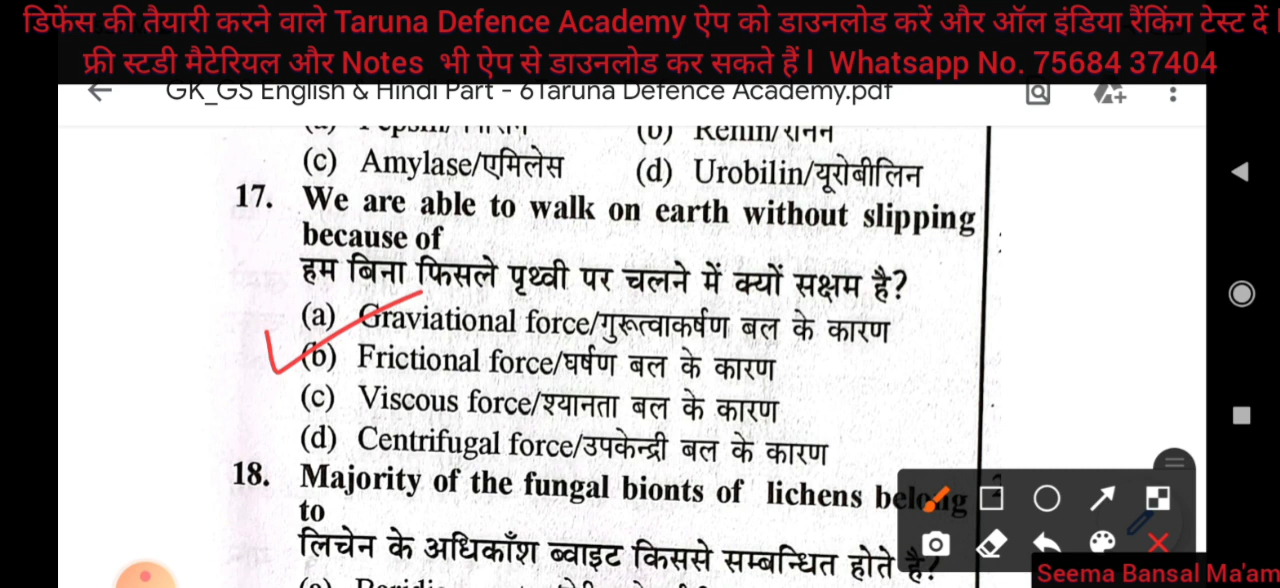 डिफेंस की तैयारी करने वाले Taruna Defence Academy ऐप को डाउनलोड करें और ऑल इंडिया रैंकिंग टेस्ट दें I
फ्री स्टडी मैटेरियल और Notes भी ऐप से डाउनलोड कर सकते हैं I Whatsapp No. 75684 37404
GK_GS English & Hindi Part - 6Taruna Defence Academy.pdf
(b) Renin/रेनिन
(c) Amylase/एमिलेस (d) Urobilin/यूरोबीलिन
17. We are able to walk on earth without slipping
because of
हम बिना फिसले पृथ्वी पर चलने में क्यों सक्षम है?
(a) Graviational force/गुरूत्वाकर्षण बल के कारण
(b) Frictional force/घर्षण बल के कारण
(c) Viscous force/श्यानता बल के कारण
(d) Centrifugal force/उपकेन्द्री बल के कारण
18. Majority of the fungal bionts of lichens belong
to
लिचेन के अधिकाँश ब्वाइट किससे सम्बन्धित होते है?
Seema Bansal Ma'am